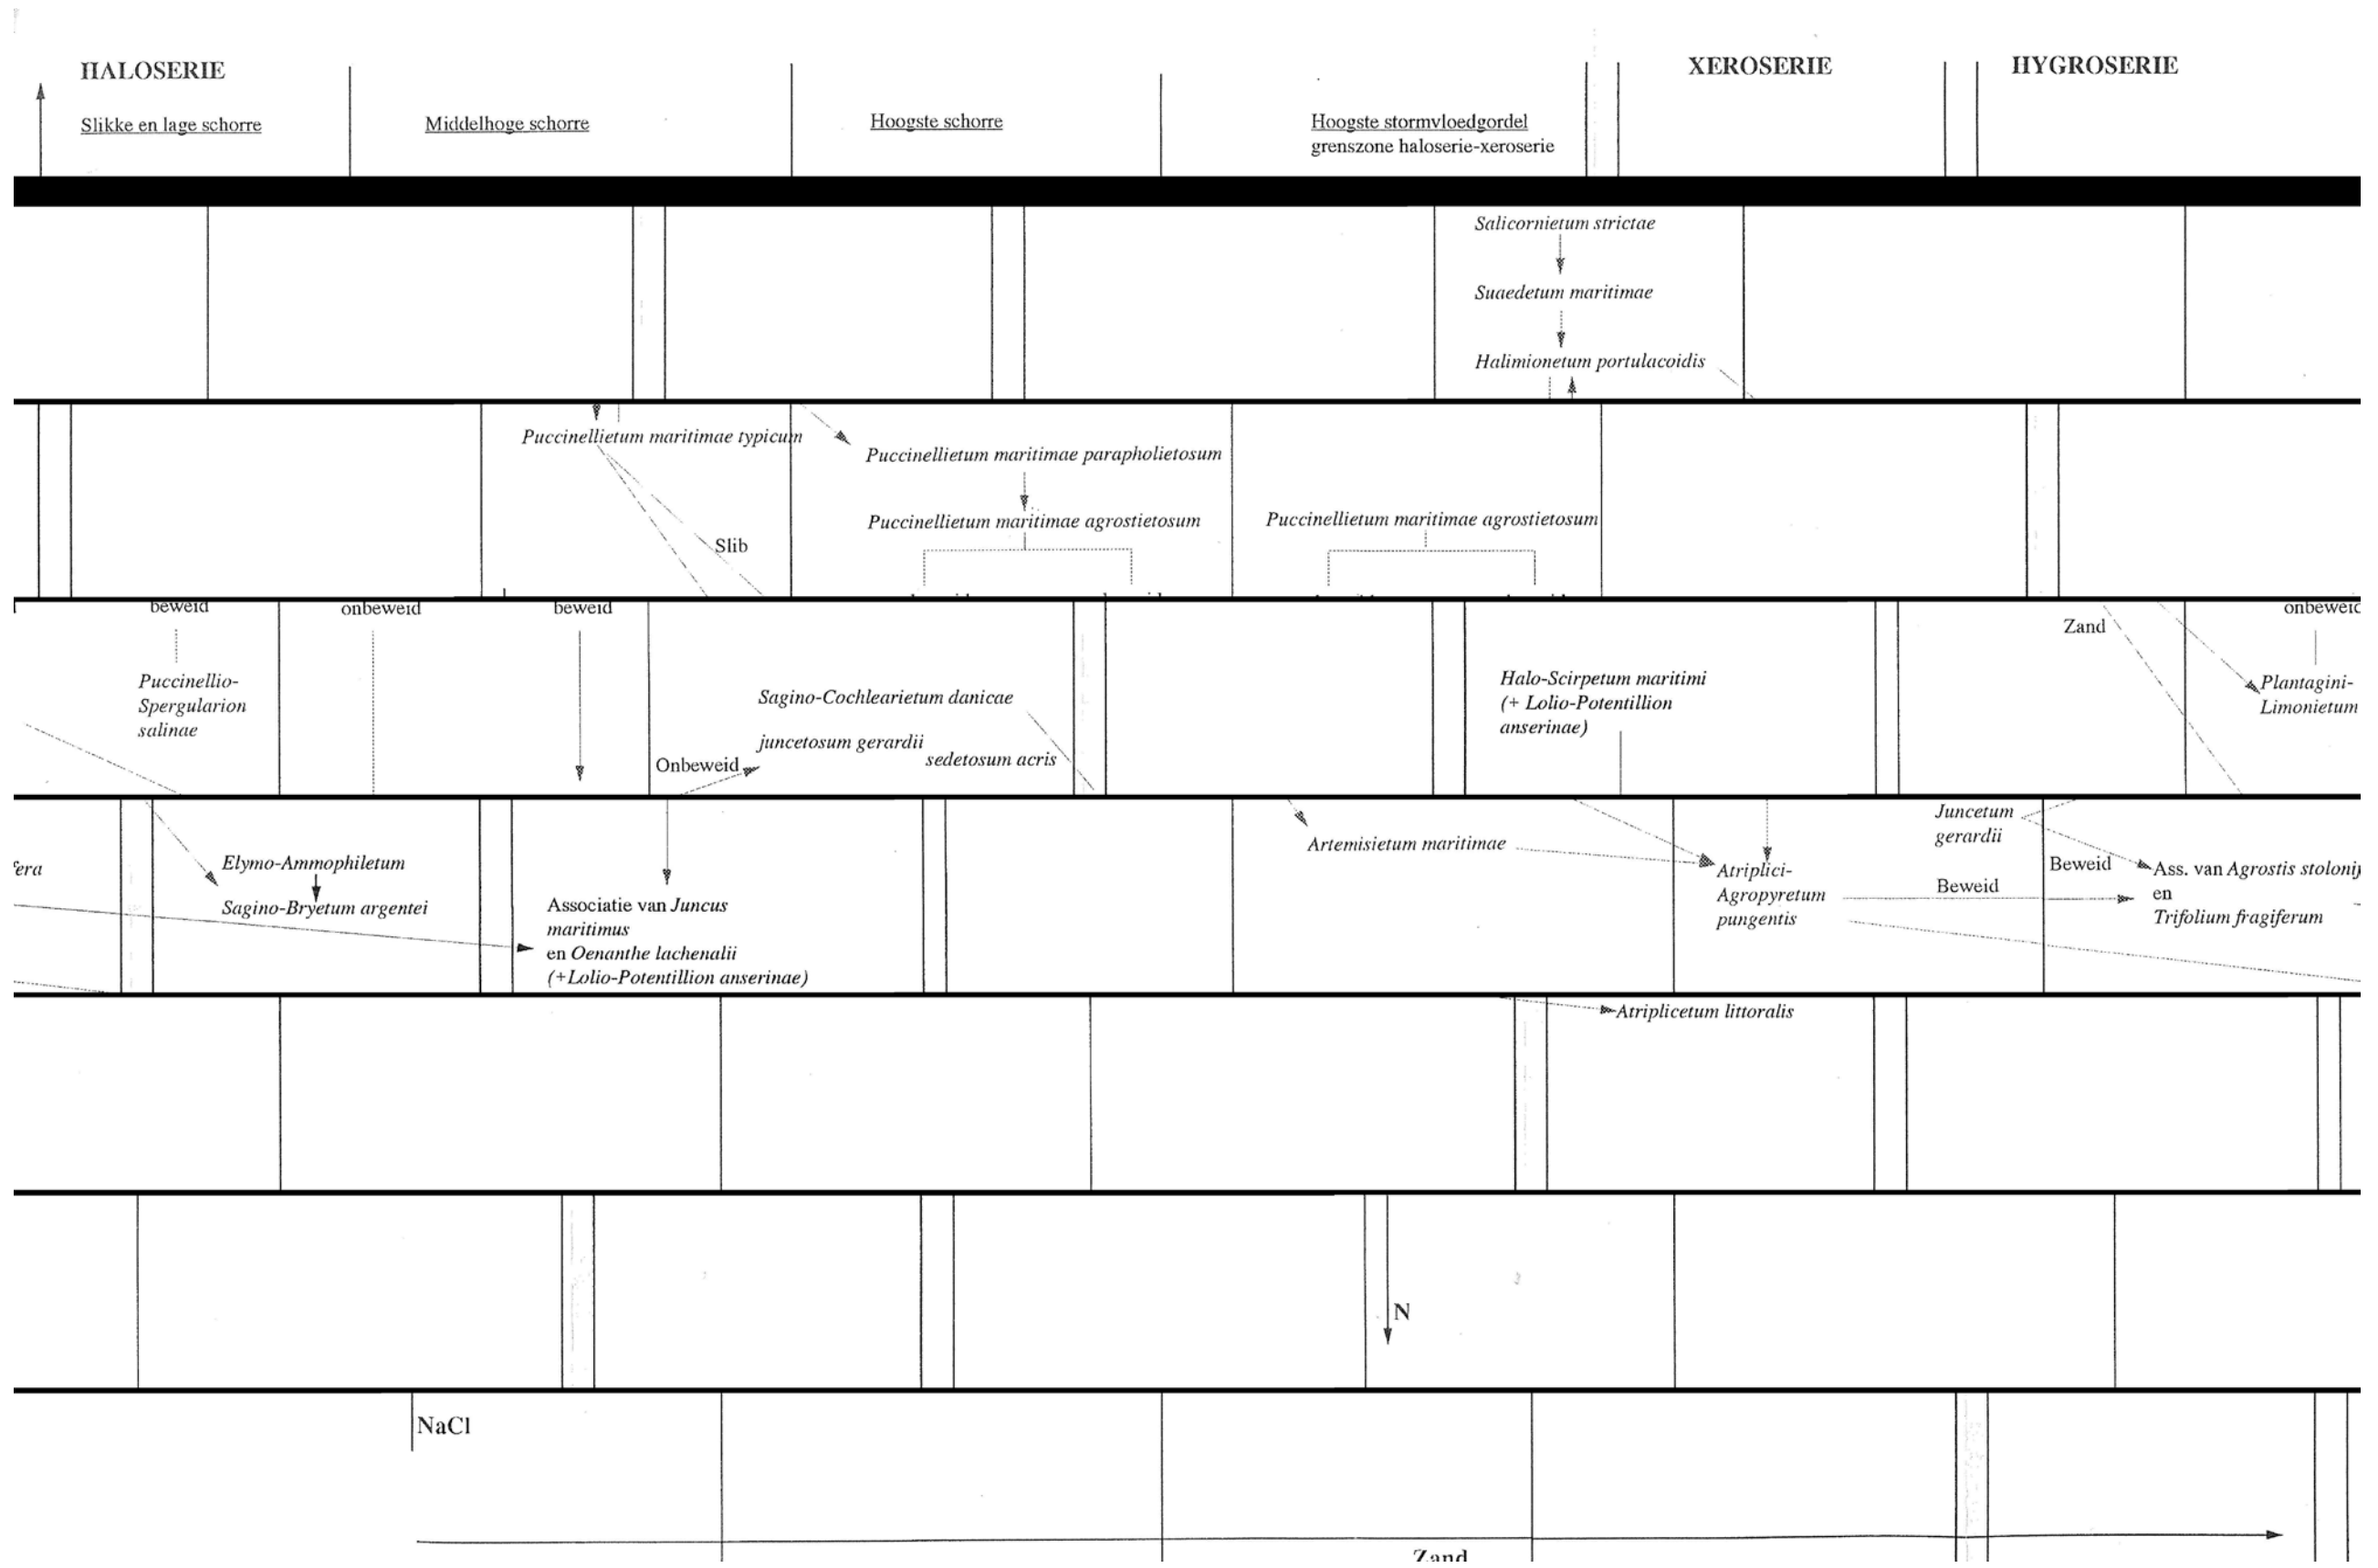 HALOSERIE
XEROSERIE
HYGROSERIE
Slikke en lage schorre
Middelhoge schorre
Hoogste schorre
Hoogste stormvloedgordel
grenszone haloserie-xeroserie
Salicornietum strictae
Suaedetum maritimae
Halimionetum portulacoidis
Puccinellietum maritimae typicum
Puccinellietum maritimae parapholietosum
Puccinellietum maritimae agrostietosum
Puccinellietum maritimae agrostietosum
Slib
beweid
onbeweid
beweid
onbeweid
Zand
Puccinellio-
Spergularion
salinae
Sagino-Cochlearietum danicae
juncetosum gerardii
sedetosum acris
Onbeweid
Halo-Scirpetum maritimi
(+ Lolio-Potentillion
anserinae)
Plantagini-
Limonietum
Elymo-Ammophiletum
Sagino-Bryetum argentei
Associatie van Juncus
maritimus
en Oenanthe lachenalii
(+Lolio-Potentillion anserinae)
Artemisietum maritimae
Atriplici-
Agropyretum
pungentis
Juncetum
gerardii
Beweid
Beweid
Ass. van Agrostis
en
Trifolium fragiferum
Atriplicetum littoralis
N
NaCl
Zand